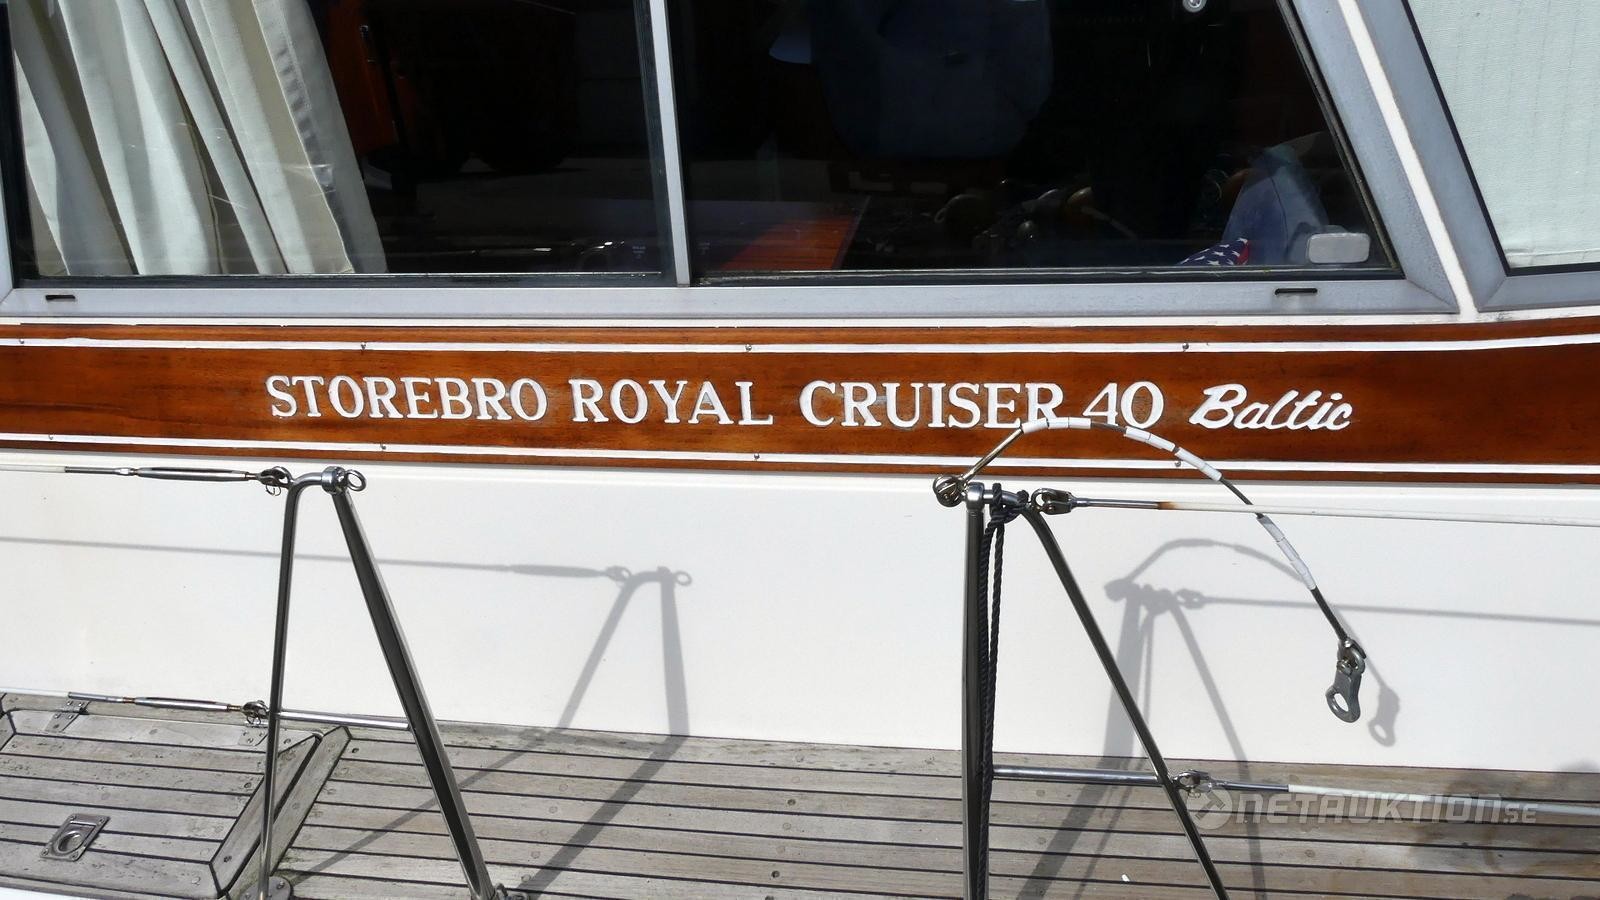 STOREBRO ROYAL CRUISER 40 Baltic
NETAUKTION.SE